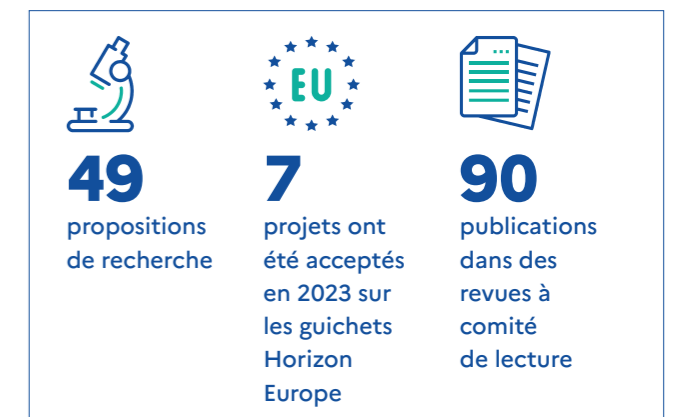 EU
49
propositions
de recherche
7
projets ont
été acceptés
en 2023 sur
les guichets
Horizon
Europe
90
publications
dans des
revues à
comité
de lecture